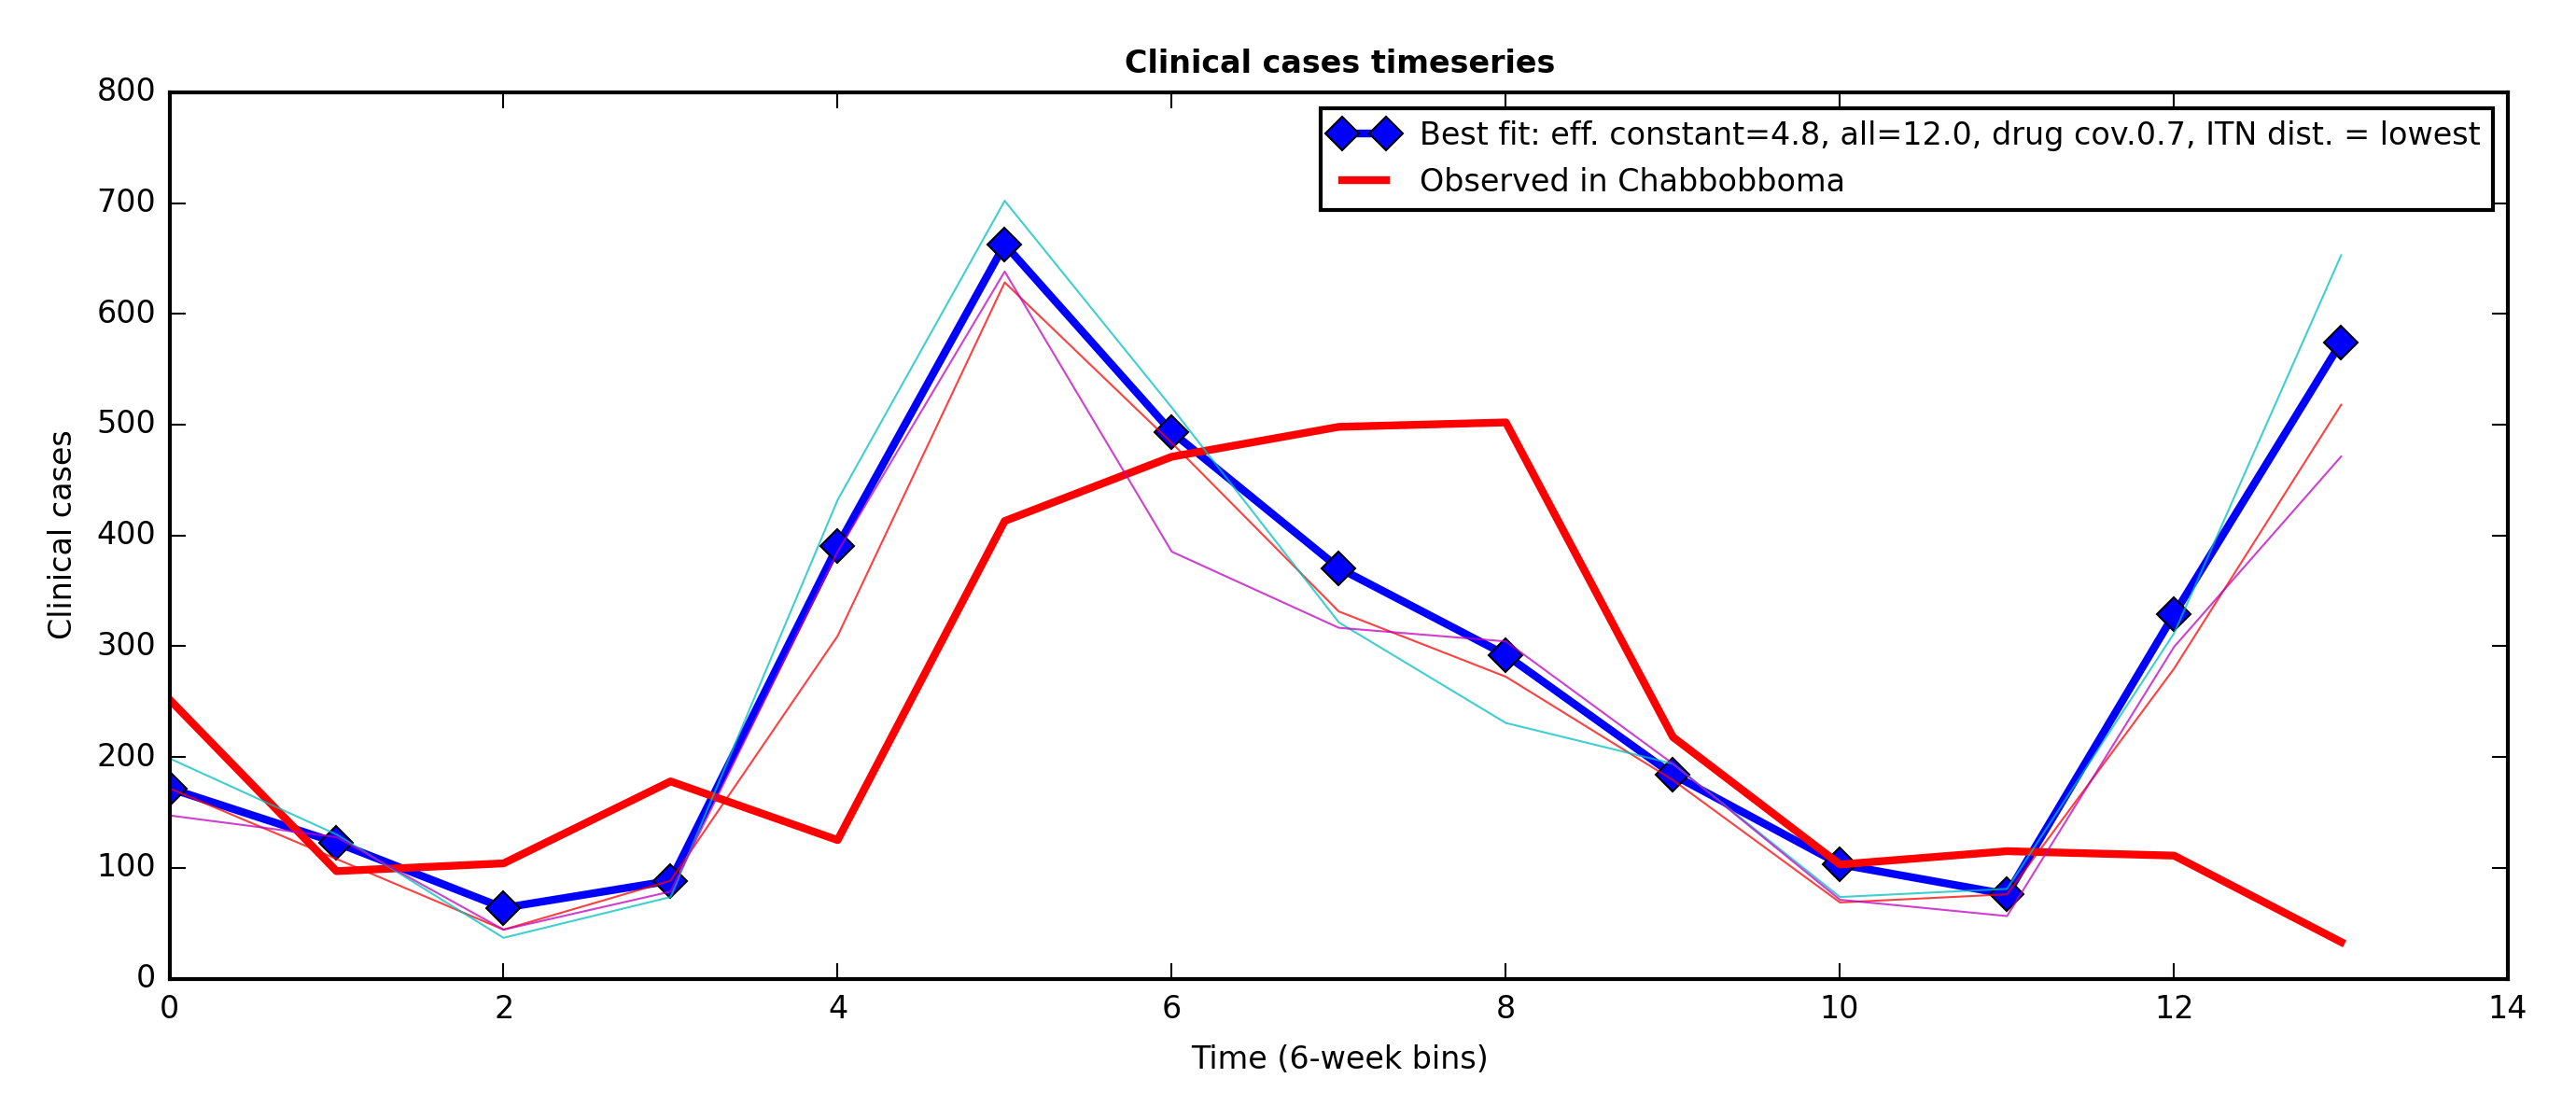 Clinical cases timeseries
800
700
600
500
400
300
200
100
0
Clinical cases
Best fit: eff. constant=4.8, all=12.0, drug cov.0.7, ITN dist. = lowest
Observed in Chabbobboma
0 2 4 6 8 10 12 14
Time (6-week bins)